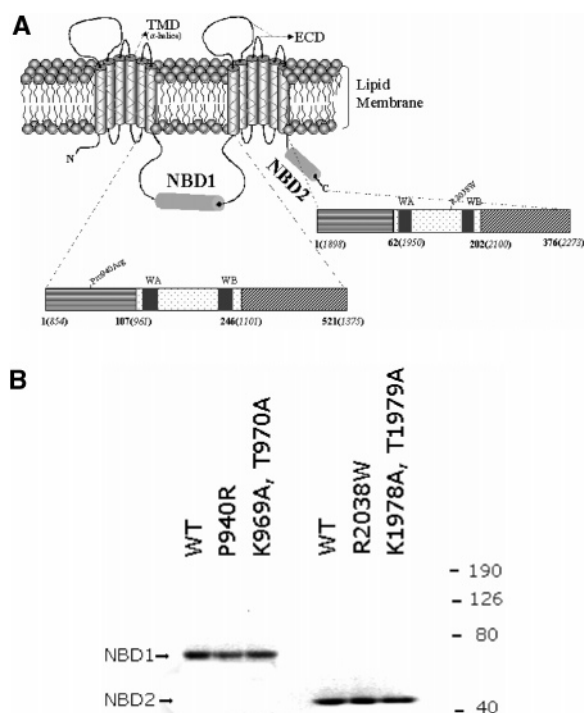 A
TMD
(α-helics)
ECD
Lipid
Membrane
N
NBD1
NBD2
C
R2038W
WA WB
1(1898) 62(1950) 202(2100) 376(2273)
Pro940Arg
WA WB
1(854) 107(961) 246(1101) 521(1375)
B
WT
P940R
K969A, T970A
WT
R2038W
K1978A, T1979A
- 190
- 126
- 80
NBD1→
NBD2→
- 40